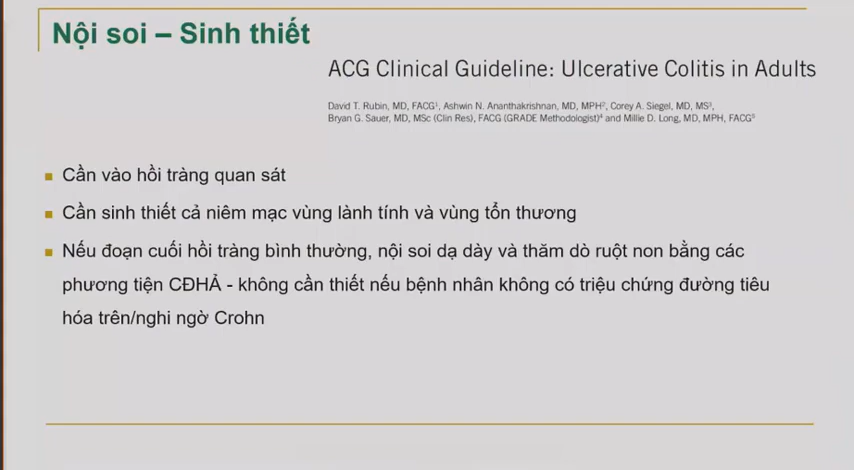 Nội soi – Sinh thiết
ACG Clinical Guideline: Ulcerative Colitis in Adults
David T. Rubin, MD, FACG¹, Ashwin N. Ananthakrishnan, MD, MPH², Corey A. Siegel, MD, MS³,
Bryan G. Sauer, MD, MSc (Clin Res), FACG (GRADE Methodologist)⁴ and Millie D. Long, MD, MPH, FACG⁵
Cần vào hồi tràng quan sát
Cần sinh thiết cả niêm mạc vùng lành tính và vùng tổn thương
Nếu đoạn cuối hồi tràng bình thường, nội soi dạ dày và thăm dò ruột non bằng các
phương tiện CĐHẢ - không cần thiết nếu bệnh nhân không có triệu chứng đường tiêu
hóa trên/nghi ngờ Crohn